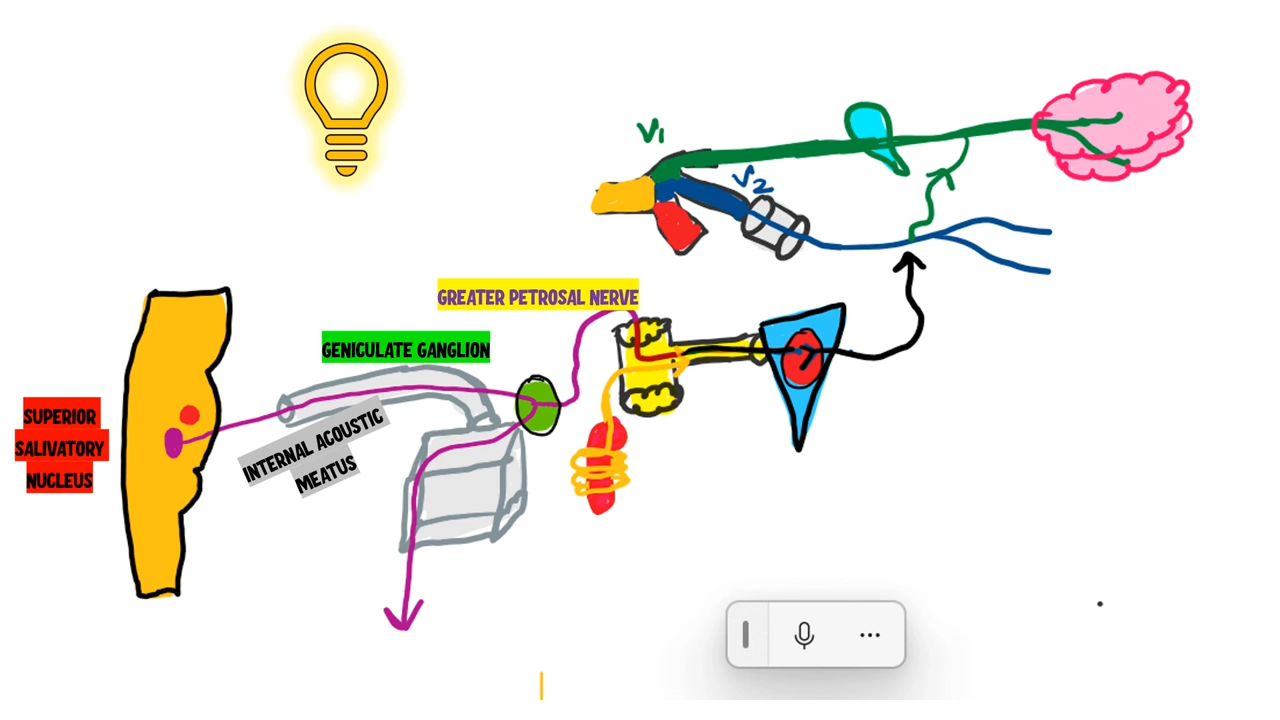 V1
V2
GREATER PETROSAL NERVE
GENICULATE GANGLION
SUPERIOR
SALIVATORY
NUCLEUS
INTERNAL ACOUSTIC
MEATUS